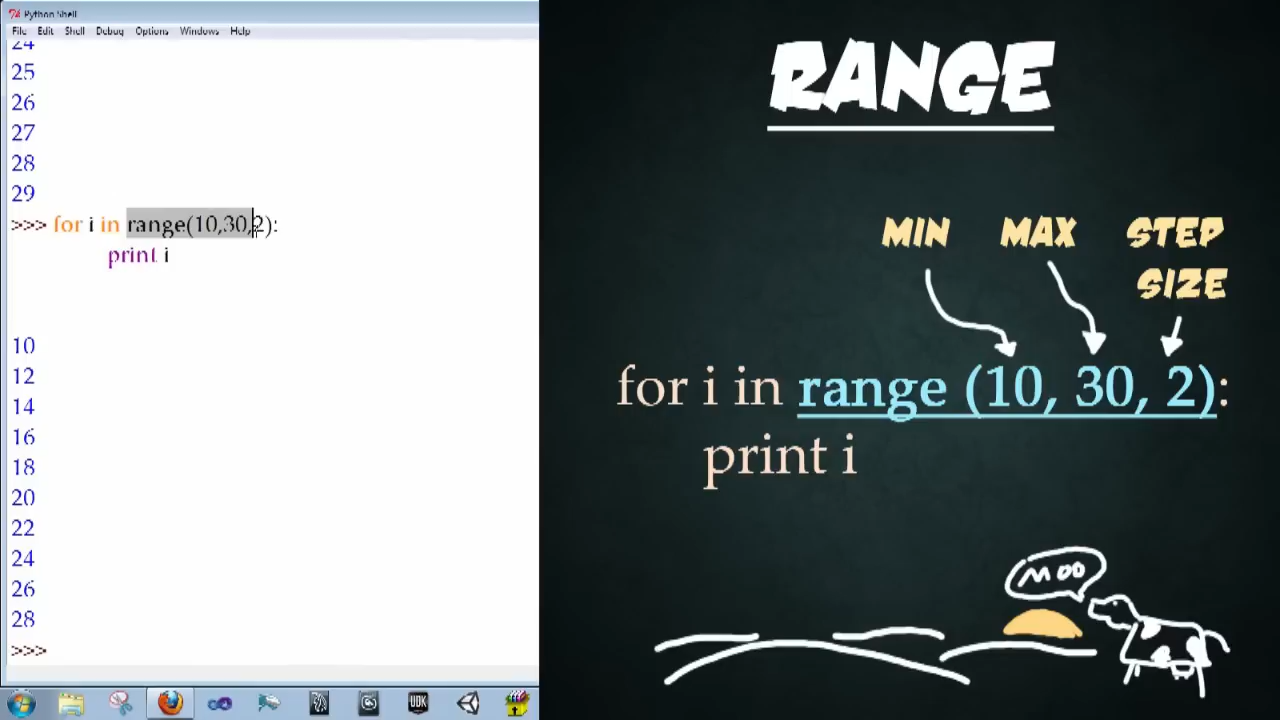 Python Shell
File Edit Shell Debug Options Windows Help
24
25
26
27
28
29
>>> for i in range(10,30,2):
print i
10
12
14
16
18
20
22
24
26
28
>>>
RANGE
MIN MAX STEP
SIZE
for i in range (10, 30, 2):
print i
MOO
UDK